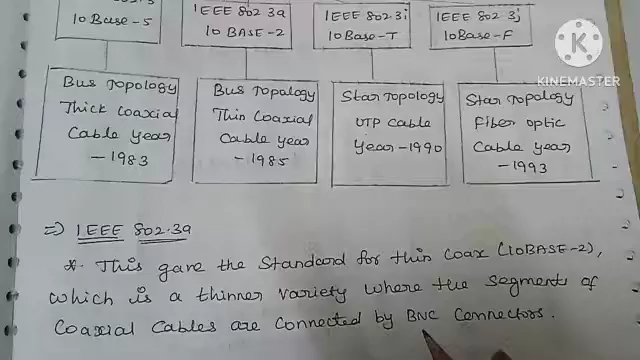 10 Base-5
IEEE 802 3a
10 BASE-2
IEEE 802 3i
10Base-T
IEEE 802 3j
10Base-F
KINEMASTER
Bus Topology
Thick Coaxial
Cable year
-1983
Bus Topology
Thin Coaxial
Cable year
-1985
Star Topology
UTP Cable
Year-1990
Star Topology
Fiber optic
Cable year
-1993
=) IEEE 802.3a
*. This gave the Standard for thin Coax (10BASE-2),
which is a thinner variety where the segments of
Coaxial Cables are connected by BNC Connectors.